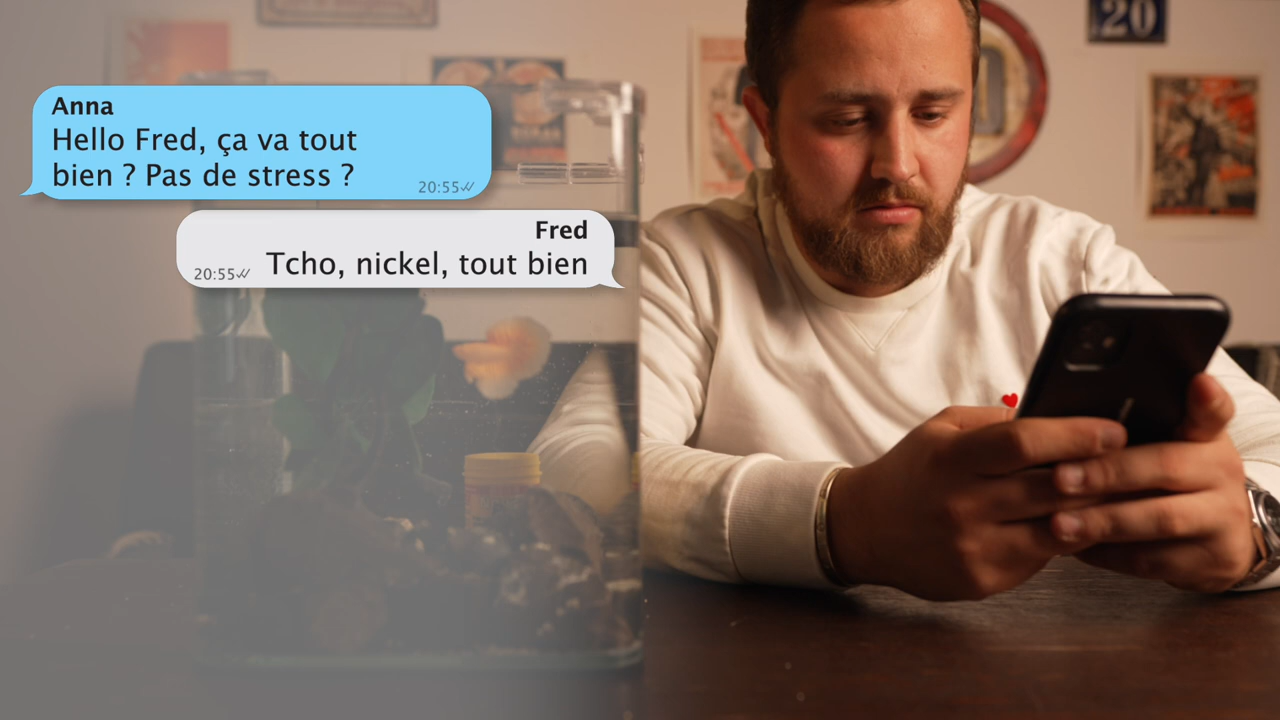 20
Anna
Hello Fred, ça va tout
bien ? Pas de stress ?
20:55
Fred
20:55 Tcho, nickel, tout bien